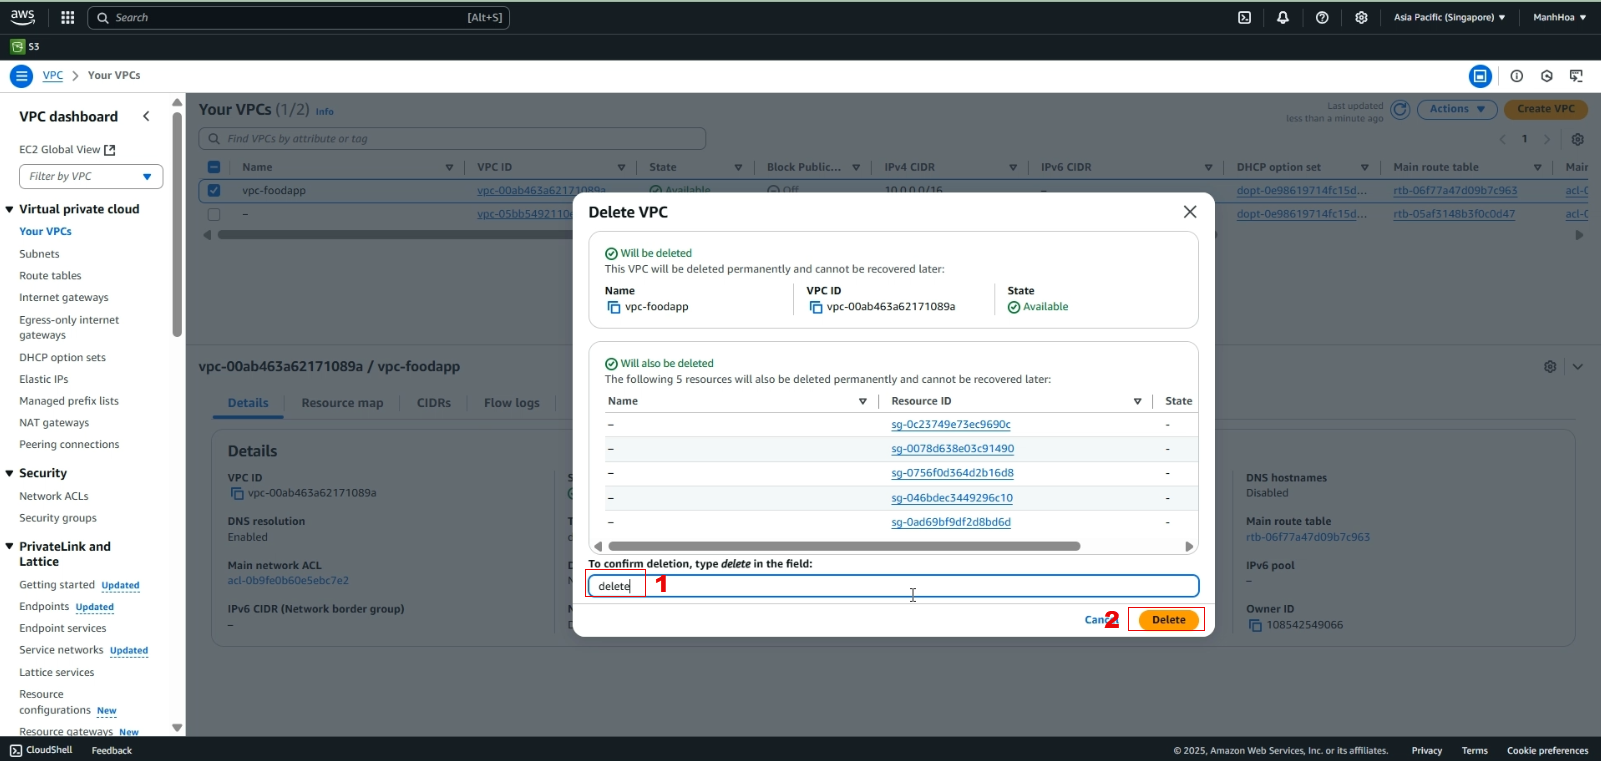 aws
Search
[Alt+S]
Asia Pacific (Singapore)
ManhHoa
S3
VPC
Your VPCs
VPC dashboard
EC2 Global View
Filter by VPC
Virtual private cloud
Your VPCs
Subnets
Route tables
Internet gateways
Egress-only internet
gateways
DHCP option sets
Elastic IPs
Managed prefix lists
NAT gateways
Peering connections
Security
Network ACLs
Security groups
PrivateLink and
Lattice
Getting started Updated
Endpoints Updated
Endpoint services
Service networks Updated
Lattice services
Resource
configurations New
Resource gateways New
Your VPCs (1/2) Info
Last updated
less than a minute ago
Actions
Create VPC
Find VPCs by attribute or tag
1
Name VPC ID State Block Public... IPv4 CIDR IPv6 CIDR DHCP option set Main route table Main
vpc-foodapp vpc-00ab463a62171089a Available Off 10.0.0.0/16 – dopt-0e98619714fc15d... rtb-06f77a47d09b7c963 acl-0
– vpc-05bb5492110 dopt-0e98619714fc15d... rtb-05af3148b3f0c0d47 acl-0
vpc-00ab463a62171089a / vpc-foodapp
Details Resource map CIDRs Flow logs
Details
VPC ID
vpc-00ab463a62171089a
DNS resolution
Enabled
Main network ACL
acl-0b9fe0b60e5ebc7e2
IPv6 CIDR (Network border group)
–
DNS hostnames
Disabled
Main route table
rtb-06f77a47d09b7c963
IPv6 pool
–
Owner ID
108542549066
Delete VPC
Will be deleted
This VPC will be deleted permanently and cannot be recovered later:
Name VPC ID State
vpc-foodapp vpc-00ab463a62171089a Available
Will also be deleted
The following 5 resources will also be deleted permanently and cannot be recovered later:
Name Resource ID State
– sg-0c23749e73ec9690c -
– sg-0078d638e03c91490 -
– sg-0756f0d364d2b16d8 -
– sg-046bdec3449296c10 -
– sg-0ad69bf9df2d8bd6d -
To confirm deletion, type delete in the field:
delete 1
Cancel 2 Delete
CloudShell Feedback
© 2025, Amazon Web Services, Inc. or its affiliates. Privacy Terms Cookie preferences